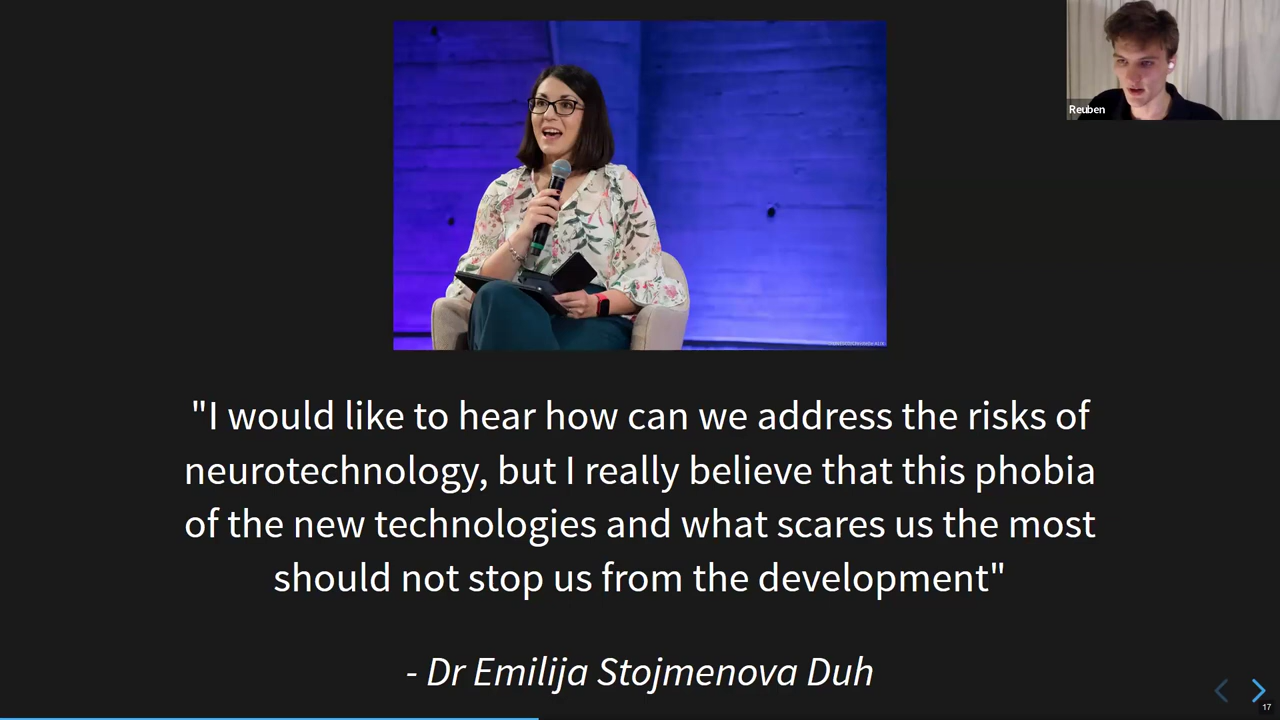 Reuben
"I would like to hear how can we address the risks of
neurotechnology, but I really believe that this phobia
of the new technologies and what scares us the most
should not stop us from the development"
- Dr Emilija Stojmenova Duh
17